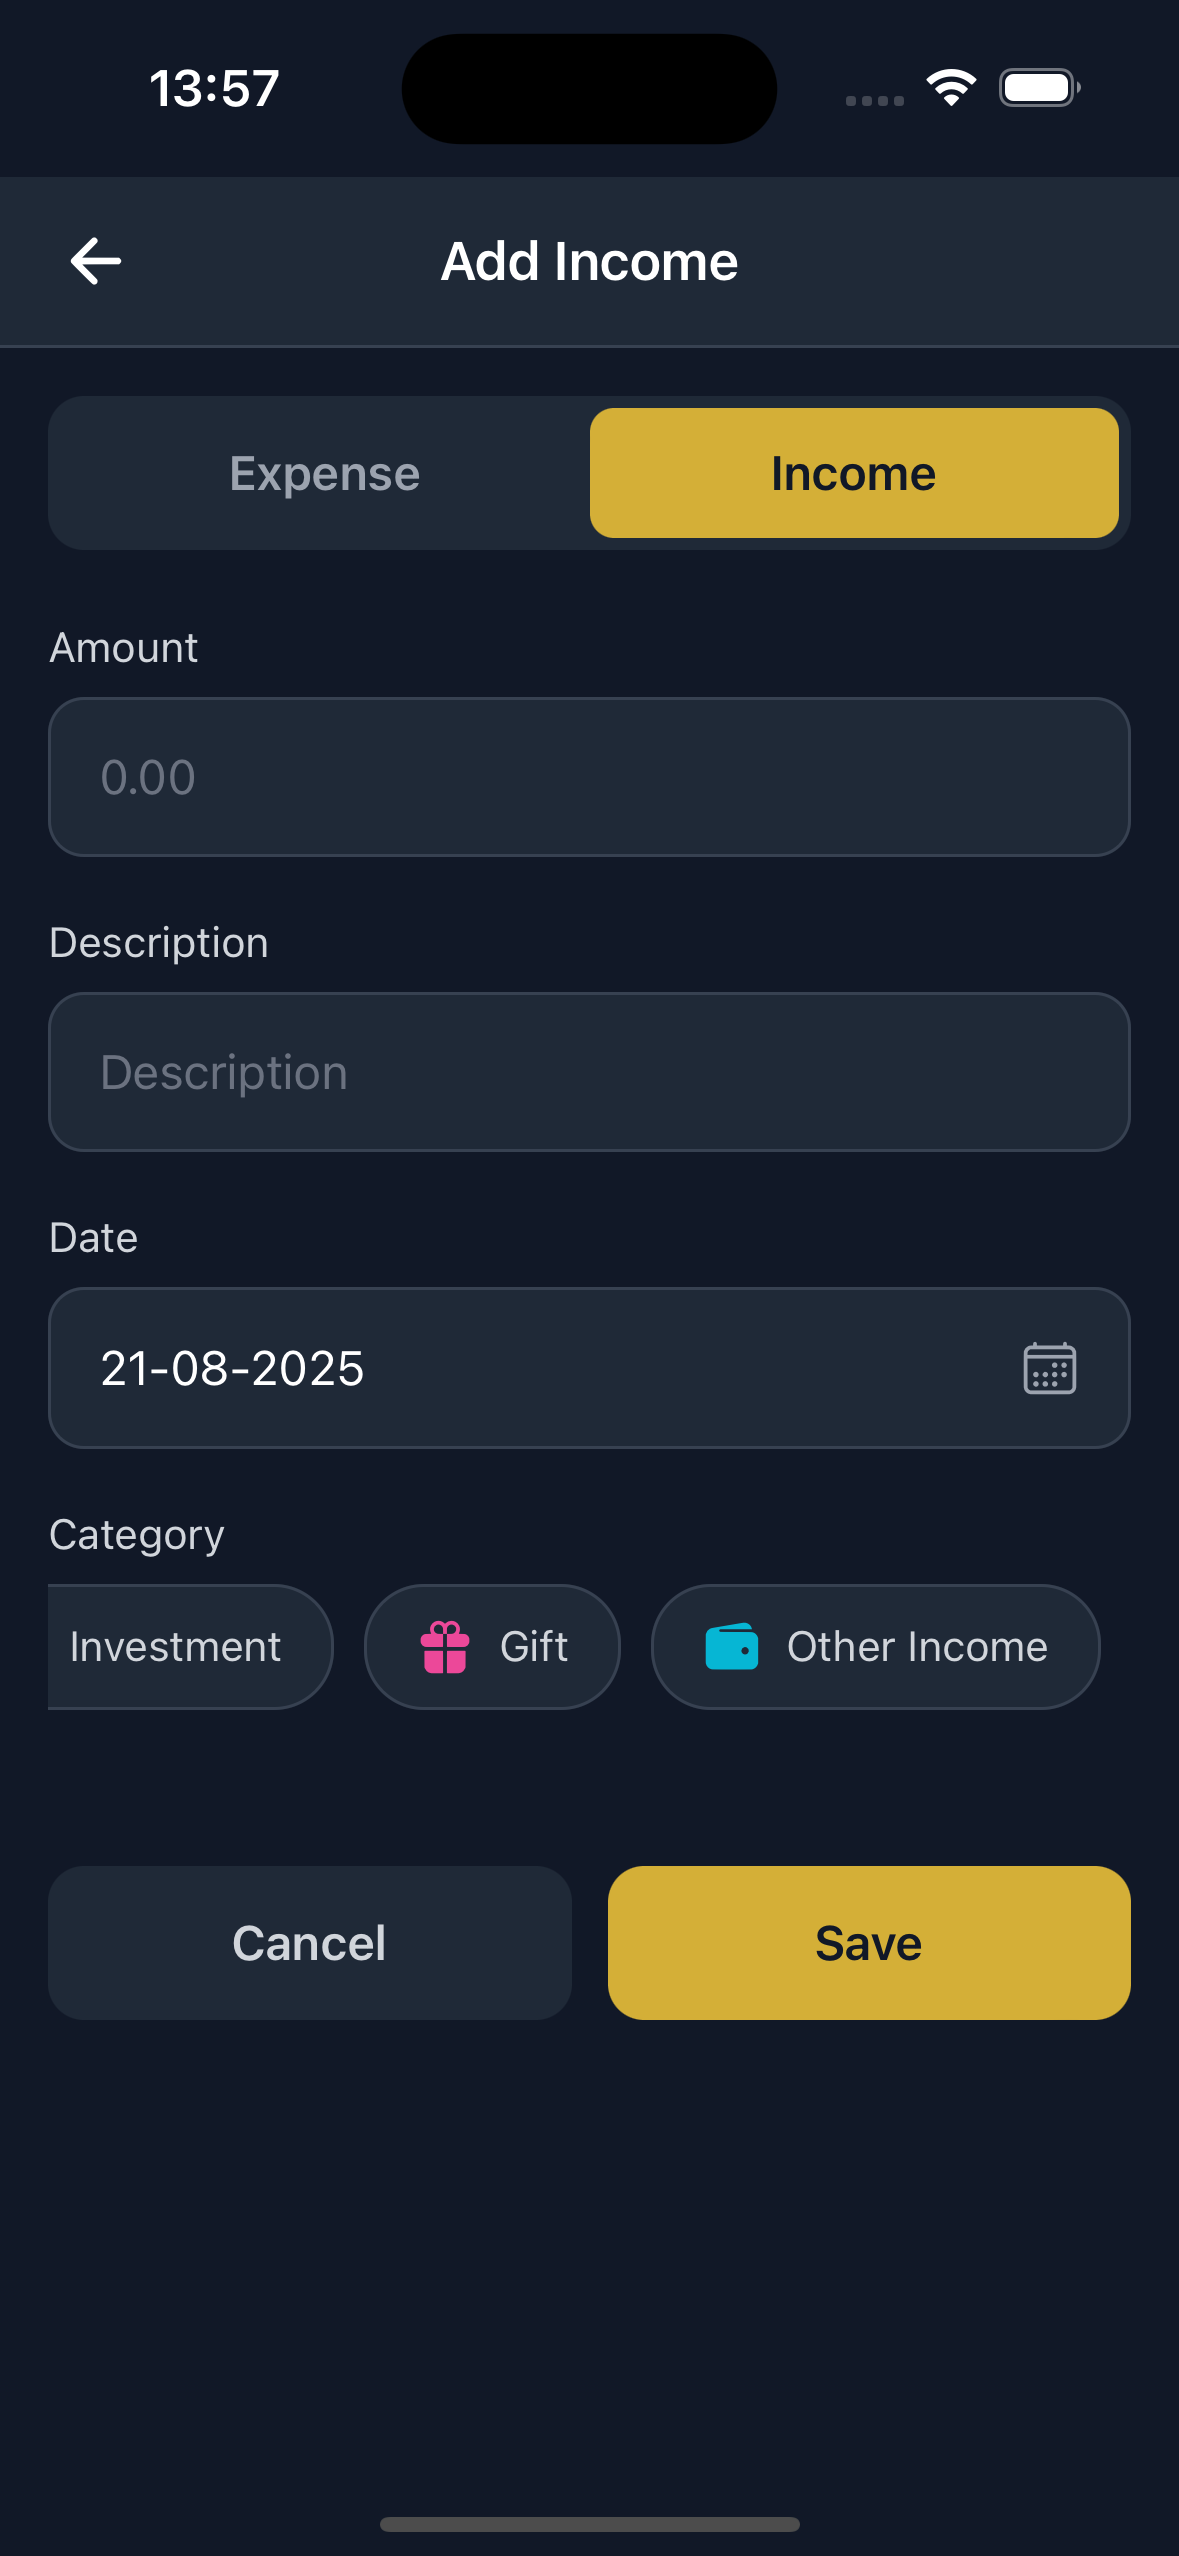 13:57
Add Income
Expense Income
Amount
0.00
Description
Description
Date
21-08-2025
Category
Investment Gift Other Income
Cancel Save